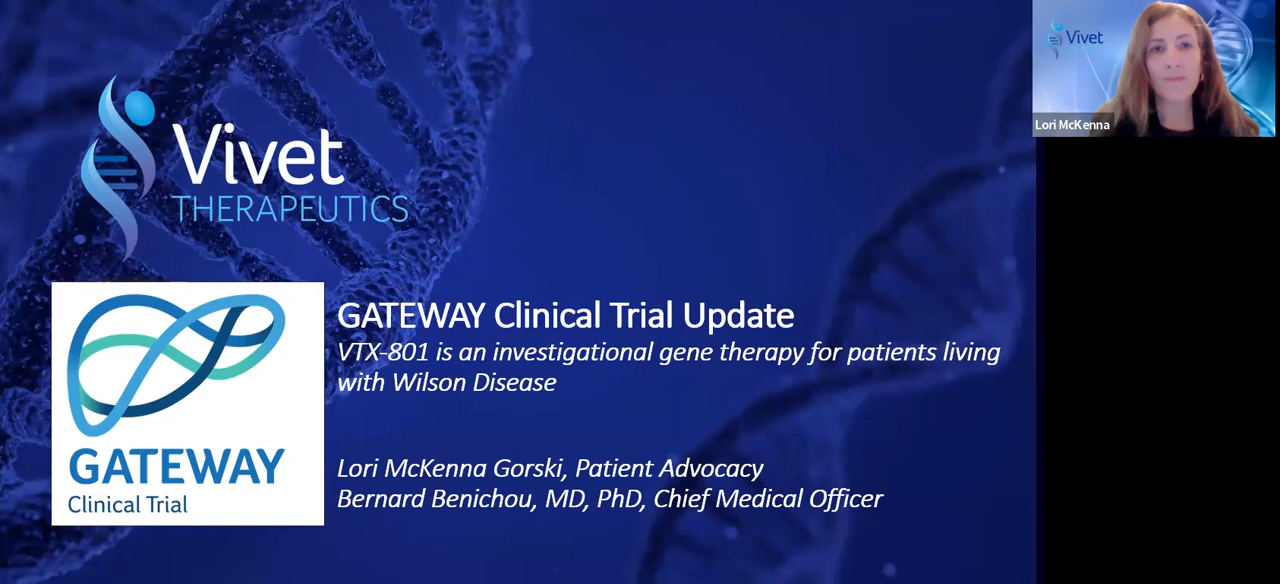 Vivet
THERAPEUTICS
GATEWAY
Clinical Trial
GATEWAY Clinical Trial Update
VTX-801 is an investigational gene therapy for patients living
with Wilson Disease
Lori McKenna Gorski, Patient Advocacy
Bernard Benichou, MD, PhD, Chief Medical Officer
Vivet
Lori McKenna